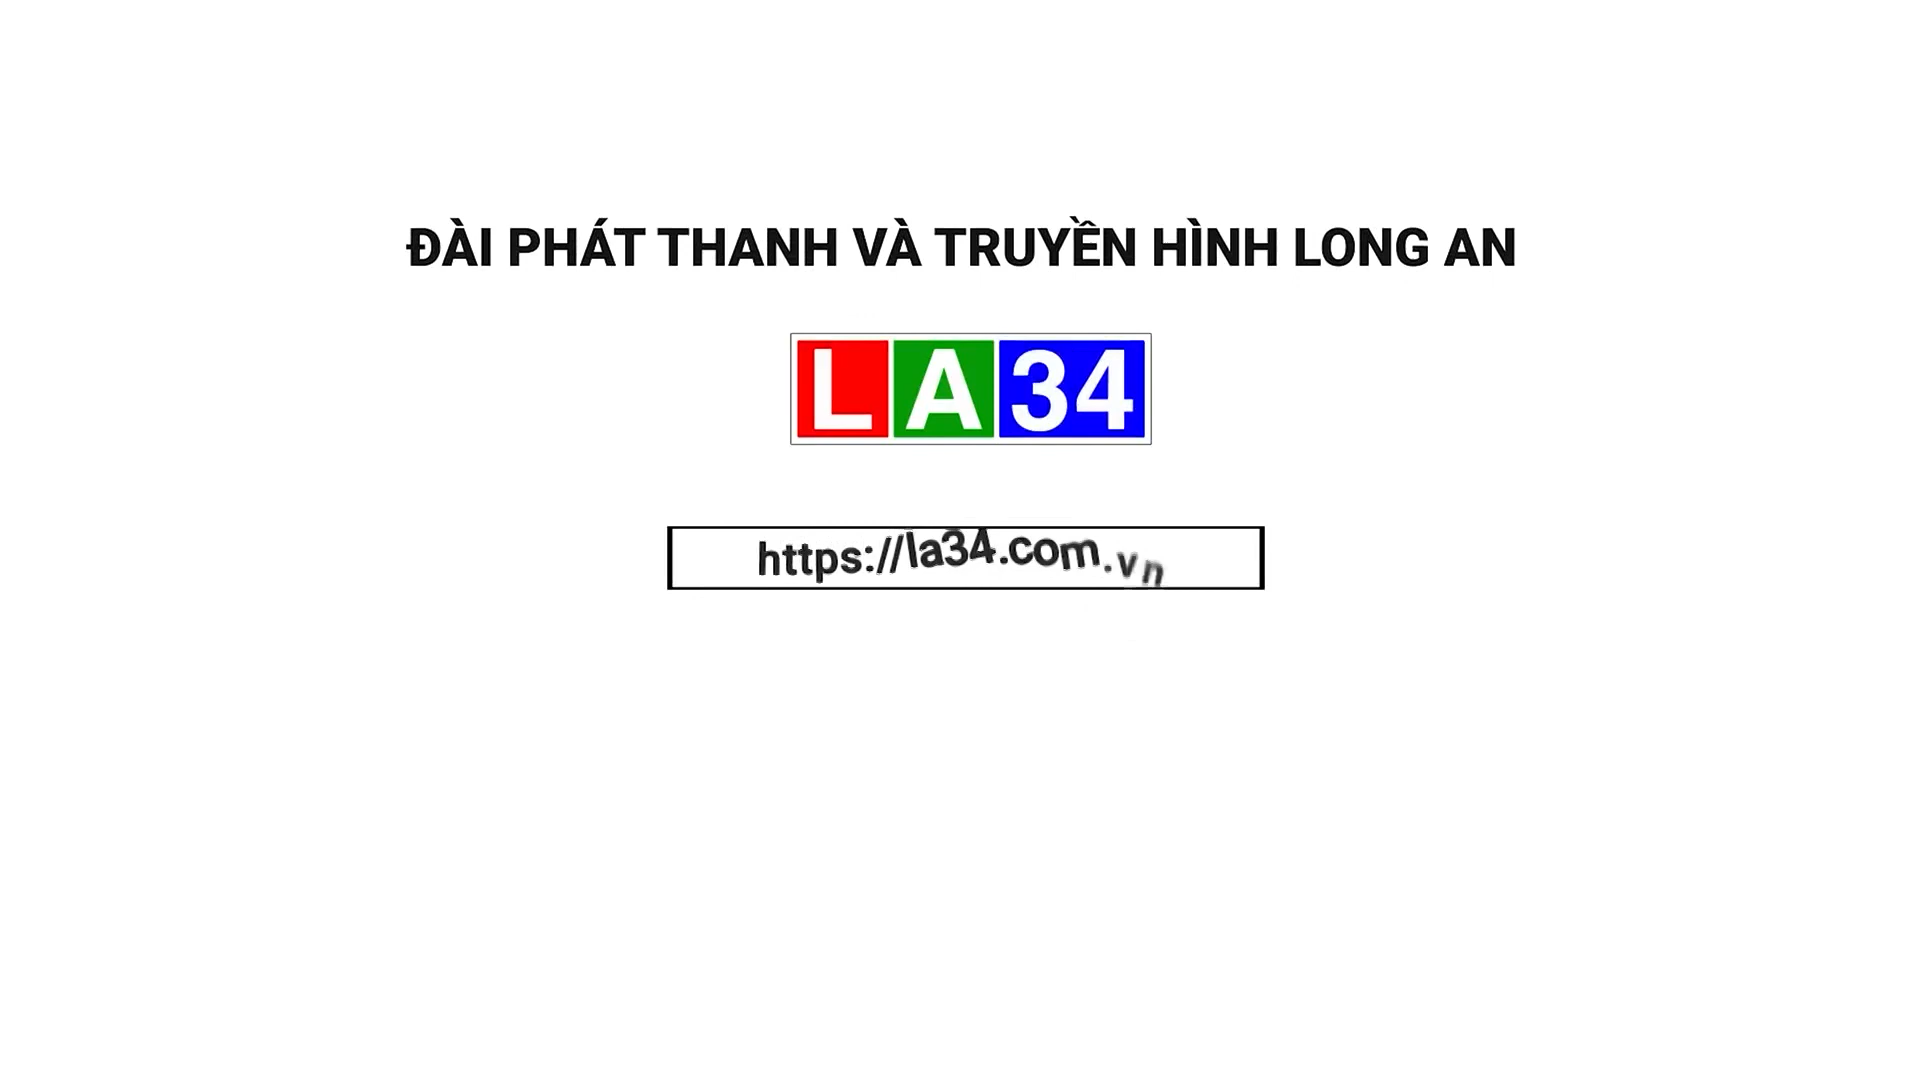 ĐÀI PHÁT THANH VÀ TRUYỀN HÌNH LONG AN
LA34
https://la34.com.vn